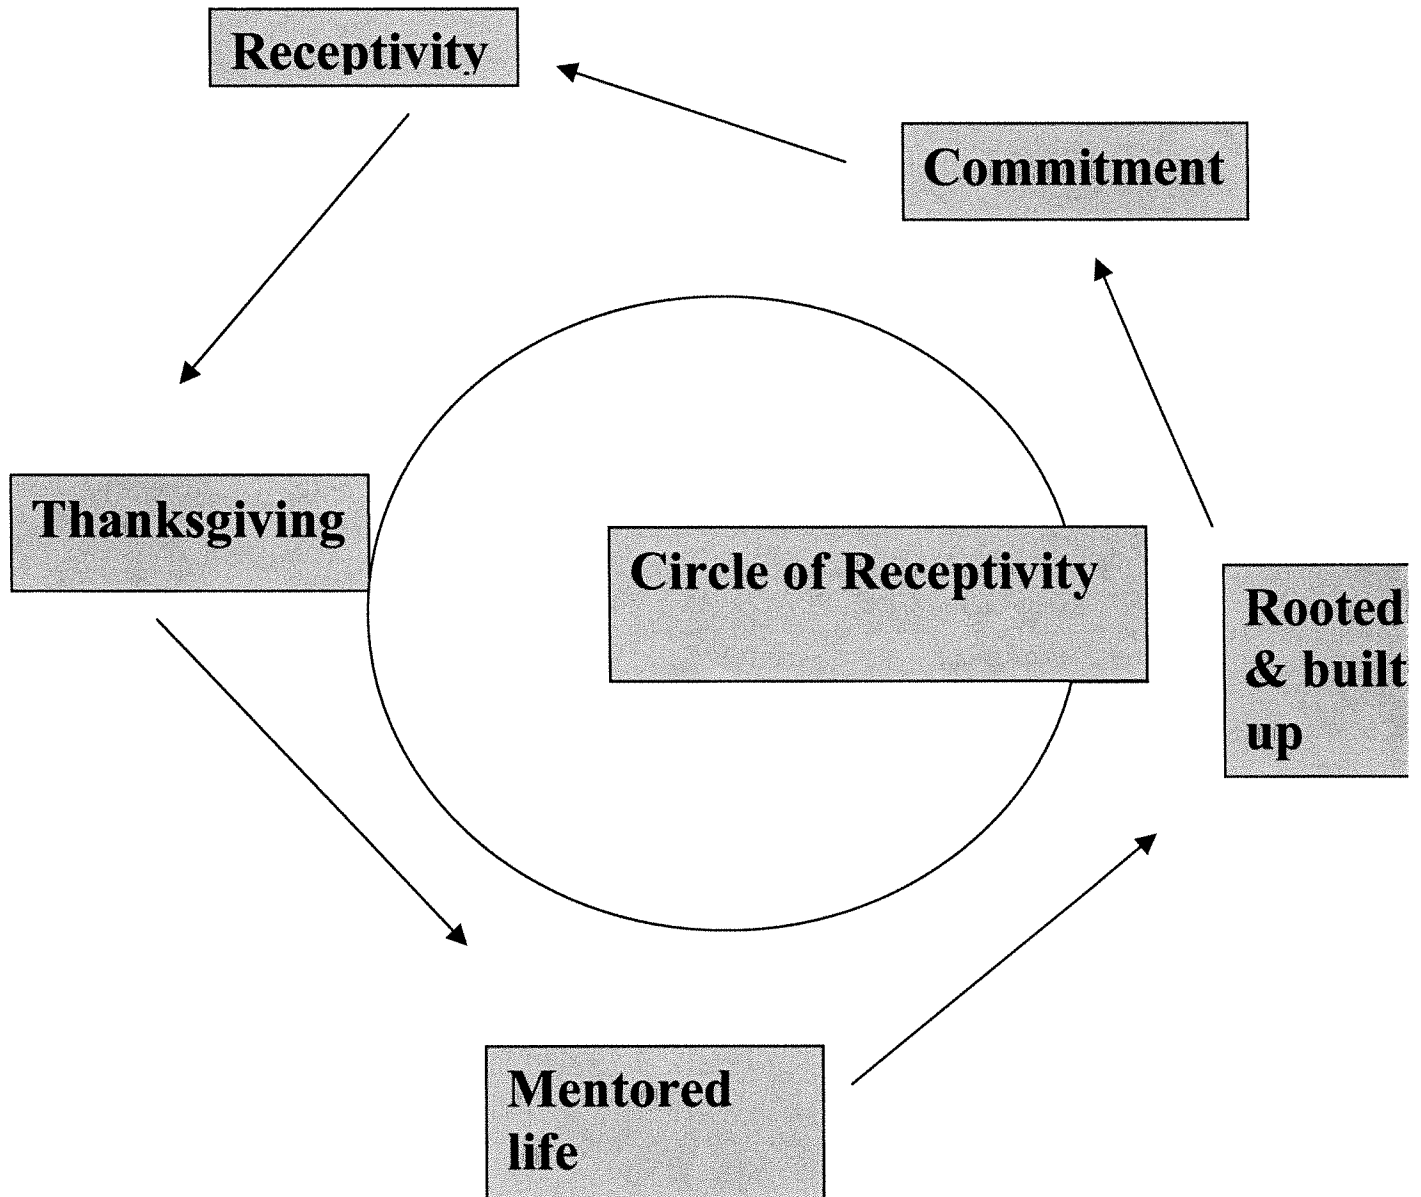 Receptivity
Commitment
Thanksgiving
Circle of Receptivity
Rooted
& built
up
Mentored
life